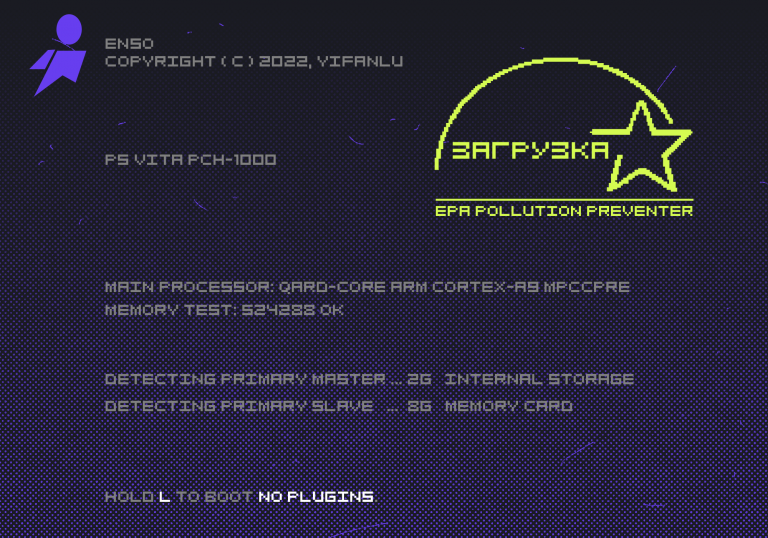 ENSO
COPYRIGHT ( C ) 2022, YIFANLU
ЗАГРУЗКА
PS VITA PCH-1000
EPA POLLUTION PREVENTER
MAIN PROCESSOR: QARD-CORE ARM CORTEX-A9 MPCCPRE
MEMORY TEST: 524288 OK
DETECTING PRIMARY MASTER ... 2G INTERNAL STORAGE
DETECTING PRIMARY SLAVE ... 8G MEMORY CARD
HOLD L TO BOOT NO PLUGINS.